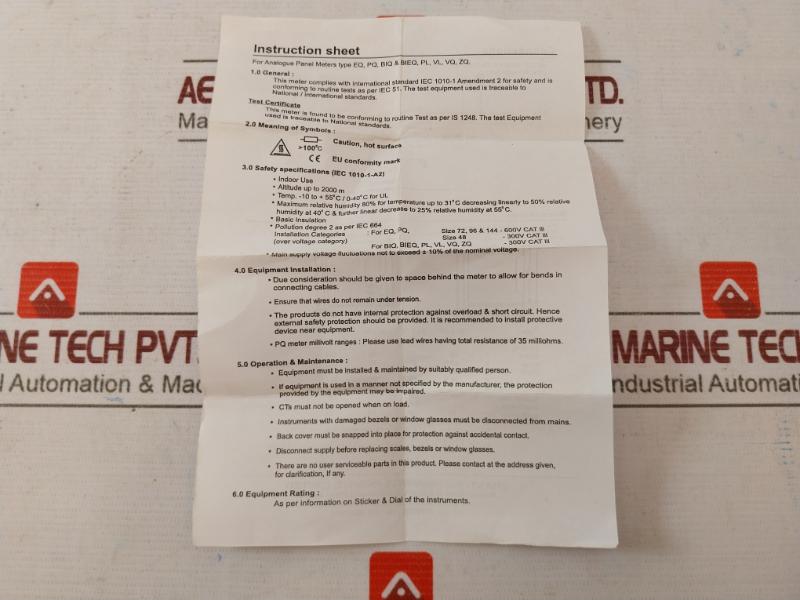 Instruction sheet
For Analogue Panel Meters type EQ, PQ, BIQ & BIEQ, PL, VL, VQ, ZQ.
1.0 General :
This meter complies with international standard IEC 1010-1 Amendment 2 for safety and is
conforming to routine tests as per IEC 51. The test equipment used is traceable to
National / International standards.
Test Certificate
This meter is found to be conforming to routine Test as per IS 1248. The test Equipment
used is traceable to National standards.
2.0 Meaning of Symbols :
>100°C Caution, hot surface
CE EU conformity mark
3.0 Safety specifications (IEC 1010-1-A2)
• Indoor Use
• Altitude up to 2000 m
• Temp. -10 to + 55°C / 0-40°C for UL
* Maximum relative humidity 80% for temperature up to 31°C decreasing linearly to 50% relative
humidity at 40°C & further linear decrease to 25% relative humidity at 55°C.
* Basic Insulation
* Pollution degree 2 as per IEC 664
Installation Categories : For EQ, PQ, Size 72, 96 & 144 - 600V CAT III
(over voltage category) Size 48 - 300V CAT III
For BIQ, BIEQ, PL, VL, VQ, ZQ - 300V CAT III
* Main supply voltage fluctuations not to exceed ± 10% of the nominal voltage.
4.0 Equipment Installation :
• Due consideration should be given to space behind the meter to allow for bends in
connecting cables.
• Ensure that wires do not remain under tension.
• The products do not have internal protection against overload & short circuit. Hence
external safety protection should be provided. It is recommended to install protective
device near equipment.
• PQ meter millivolt ranges : Please use lead wires having total resistance of 35 milliohms.
5.0 Operation & Maintenance :
• Equipment must be installed & maintained by suitably qualified person.
• If equipment is used in a manner not specified by the manufacturer, the protection
provided by the equipment may be impaired.
• CTs must not be opened when on load.
• Instruments with damaged bezels or window glasses must be disconnected from mains.
• Back cover must be snapped into place for protection against accidental contact.
• Disconnect supply before replacing scales, bezels or window glasses.
• There are no user serviceable parts in this product. Please contact at the address given,
for clarification, if any.
6.0 Equipment Rating :
As per information on Sticker & Dial of the instruments.
AE
Ma
TD.
nery
NE TECH PVT.
l Automation & Mac
MARINE TECH
ndustrial Automati